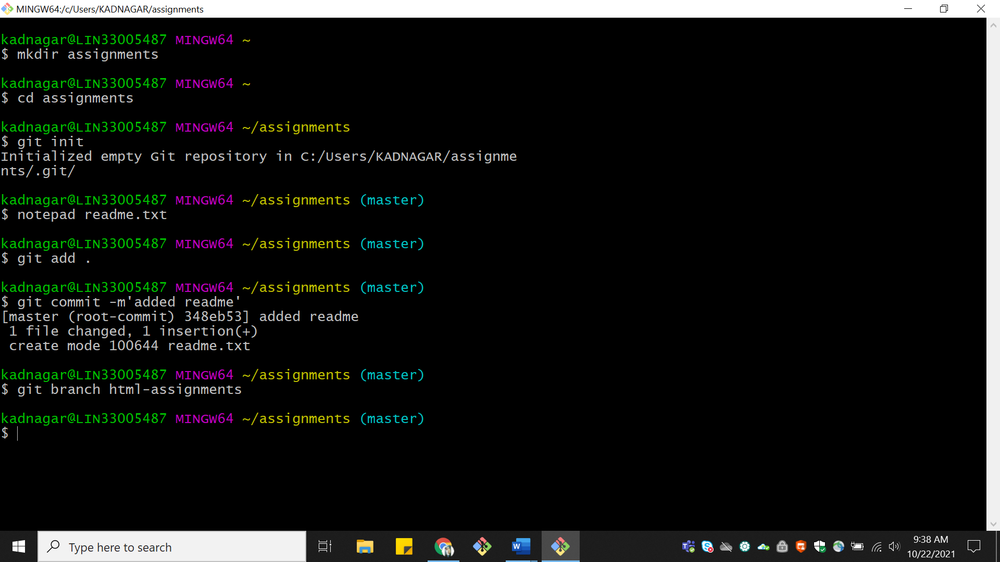 MINGW64:/c/Users/KADNAGAR/assignments
kadnagar@LIN33005487 MINGW64 ~
$ mkdir assignments
kadnagar@LIN33005487 MINGW64 ~
$ cd assignments
kadnagar@LIN33005487 MINGW64 ~/assignments
$ git init
Initialized empty Git repository in C:/Users/KADNAGAR/assignme
nts/.git/
kadnagar@LIN33005487 MINGW64 ~/assignments (master)
$ notepad readme.txt
kadnagar@LIN33005487 MINGW64 ~/assignments (master)
$ git add .
kadnagar@LIN33005487 MINGW64 ~/assignments (master)
$ git commit -m'added readme'
[master (root-commit) 348eb53] added readme
 1 file changed, 1 insertion(+)
 create mode 100644 readme.txt
kadnagar@LIN33005487 MINGW64 ~/assignments (master)
$ git branch html-assignments
kadnagar@LIN33005487 MINGW64 ~/assignments (master)
$
Type here to search
9:38 AM
10/22/2021